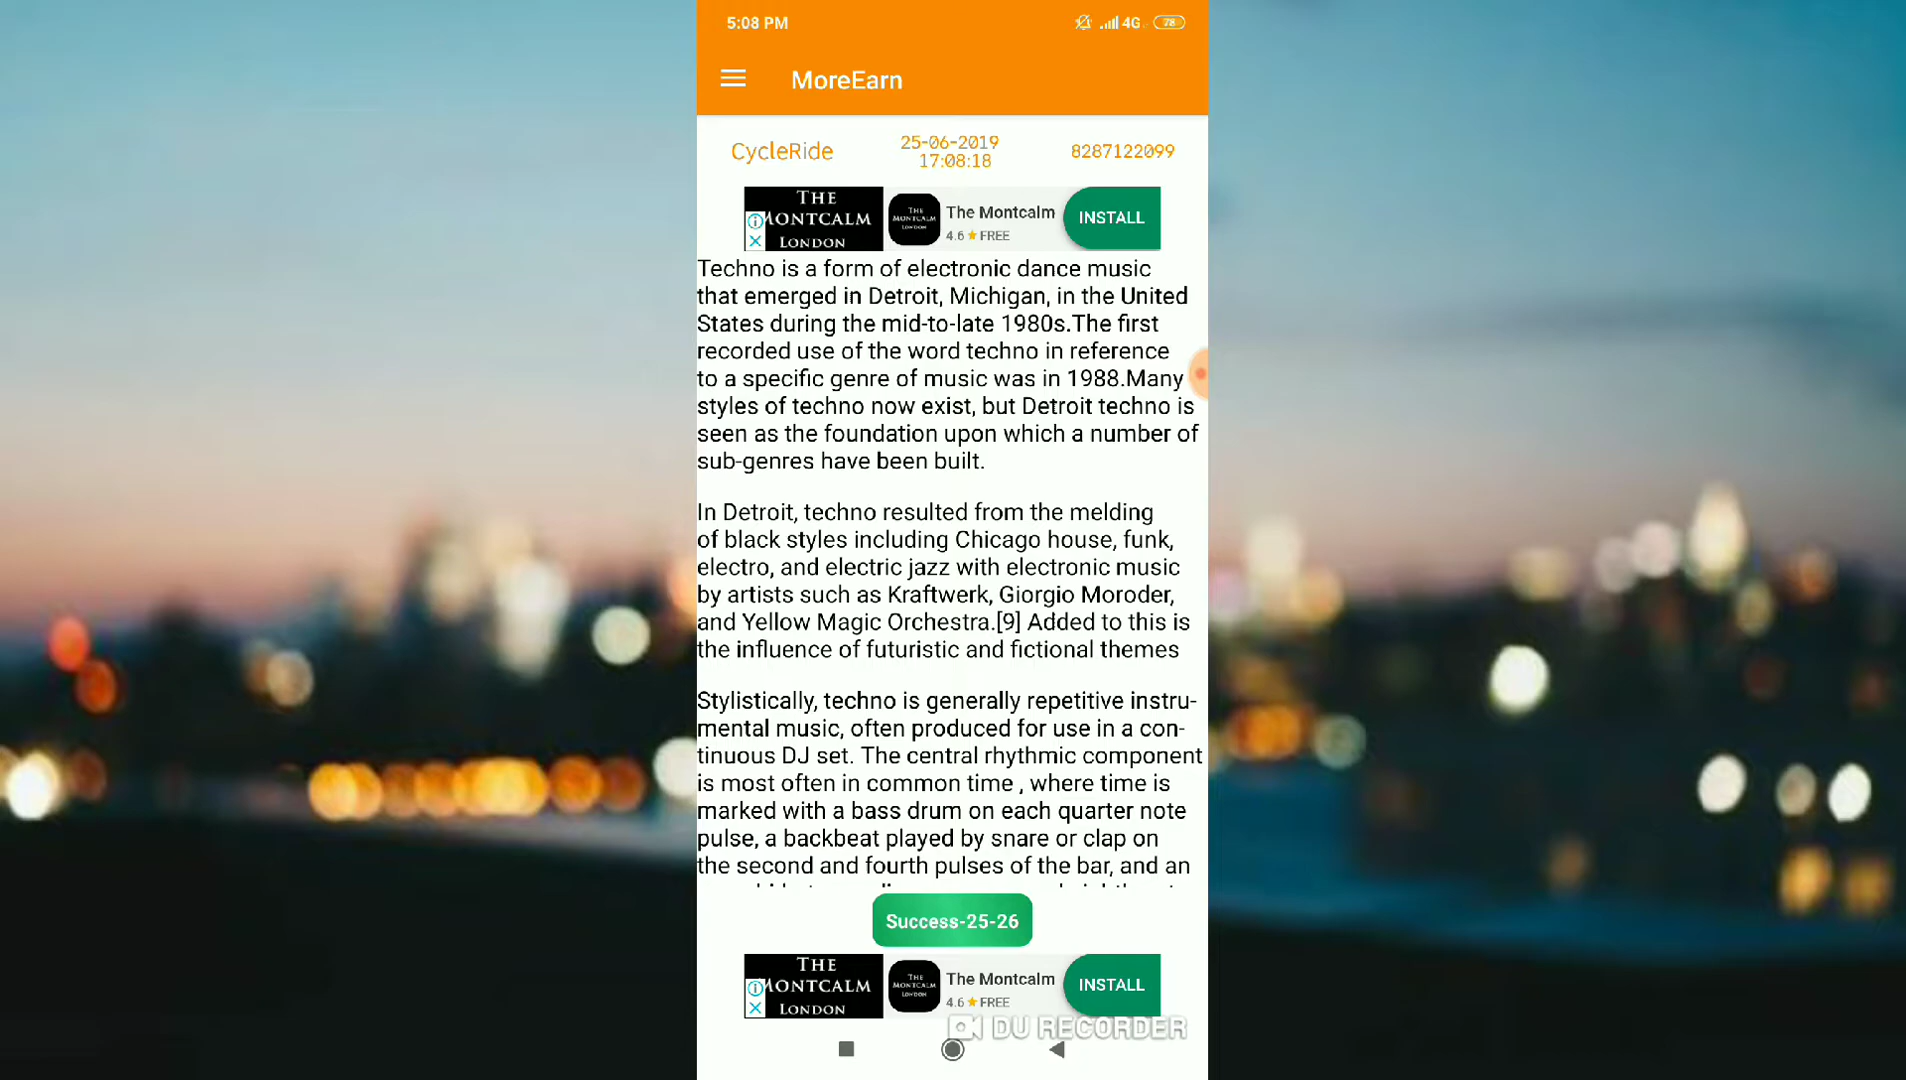 5:08 PM
4G
78
MoreEarn
CycleRide
25-06-2019
17:08:18
8287122099
THE
MONTCALM
LONDON
THE
MONTCALM
LONDON
The Montcalm
4.6★ FREE
INSTALL
Techno is a form of electronic dance music
that emerged in Detroit, Michigan, in the United
States during the mid-to-late 1980s.The first
recorded use of the word techno in reference
to a specific genre of music was in 1988.Many
styles of techno now exist, but Detroit techno is
seen as the foundation upon which a number of
sub-genres have been built.
In Detroit, techno resulted from the melding
of black styles including Chicago house, funk,
electro, and electric jazz with electronic music
by artists such as Kraftwerk, Giorgio Moroder,
and Yellow Magic Orchestra.[9] Added to this is
the influence of futuristic and fictional themes
Stylistically, techno is generally repetitive instru-
mental music, often produced for use in a con-
tinuous DJ set. The central rhythmic component
is most often in common time , where time is
marked with a bass drum on each quarter note
pulse, a backbeat played by snare or clap on
the second and fourth pulses of the bar, and an
Success-25-26
THE
MONTCALM
LONDON
THE
MONTCALM
LONDON
The Montcalm
4.6★ FREE
INSTALL
DU RECORDER